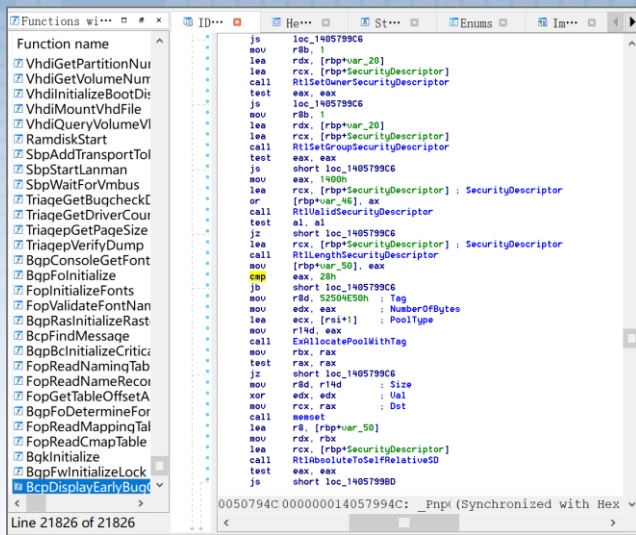 Functions wi···
Function name
VhdiGetPartitionNu
VhdiGetVolumeNum
VhdiInitializeBootDis
VhdiMountVhdFile
VhdiQueryVolumeVI
RamdiskStart
SbpAddTransportTol
SbpStartLanman
SbpWaitForVmbus
TriageGetBugcheckD
TriageGetDriverCour
TriagepGetPageSize
TriagepVerifyDump
BgpConsoleGetFont
BgpFoInitialize
FopInitializeFonts
FopValidateFontNan
BgpRasInitializeRast
BcpFindMessage
BgpBcInitializeCritica
FopReadNamingTab
FopReadNameRecor
FopGetTableOffsetA
BgpFoDetermineFor
FopReadMappingTal
FopReadCmapTable
BgkInitialize
BgpFwInitializeLock
BcpDisplayEarlyBugC
Line 21826 of 21826
ID··· He··· St··· Enums Im···
js loc_1405799C6
mov r8b, 1
lea rdx, [rbp+var_20]
lea rcx, [rbp+SecurityDescriptor]
call RtlSetOwnerSecurityDescriptor
test eax, eax
js loc_1405799C6
mov r8b, 1
lea rdx, [rbp+var_20]
lea rcx, [rbp+SecurityDescriptor]
call RtlSetGroupSecurityDescriptor
test eax, eax
js short loc_1405799C6
mov eax, 1400h
lea rcx, [rbp+SecurityDescriptor] ; SecurityDescriptor
or [rbp+var_46], ax
call RtlValidSecurityDescriptor
test al, al
jz short loc_1405799C6
lea rcx, [rbp+SecurityDescriptor] ; SecurityDescriptor
call RtlLengthSecurityDescriptor
mov [rbp+var_50], eax
cmp eax, 28h
jb short loc_1405799C6
mov r8d, 52504E50h ; Tag
mov edx, eax ; NumberOfBytes
lea ecx, [rsi+1] ; PoolType
mov r14d, eax
call ExAllocatePoolWithTag
mov rbx, rax
test rax, rax
jz short loc_1405799C6
mov r8d, r14d ; Size
xor edx, edx ; Val
mov rcx, rax ; Dst
call memset
lea r8, [rbp+var_50]
mov rdx, rbx
lea rcx, [rbp+SecurityDescriptor]
call RtlAbsoluteToSelfRelativeSD
test eax, eax
js short loc_1405799BD
0050794C 000000014057994C: _Pnp( (Synchronized with Hex